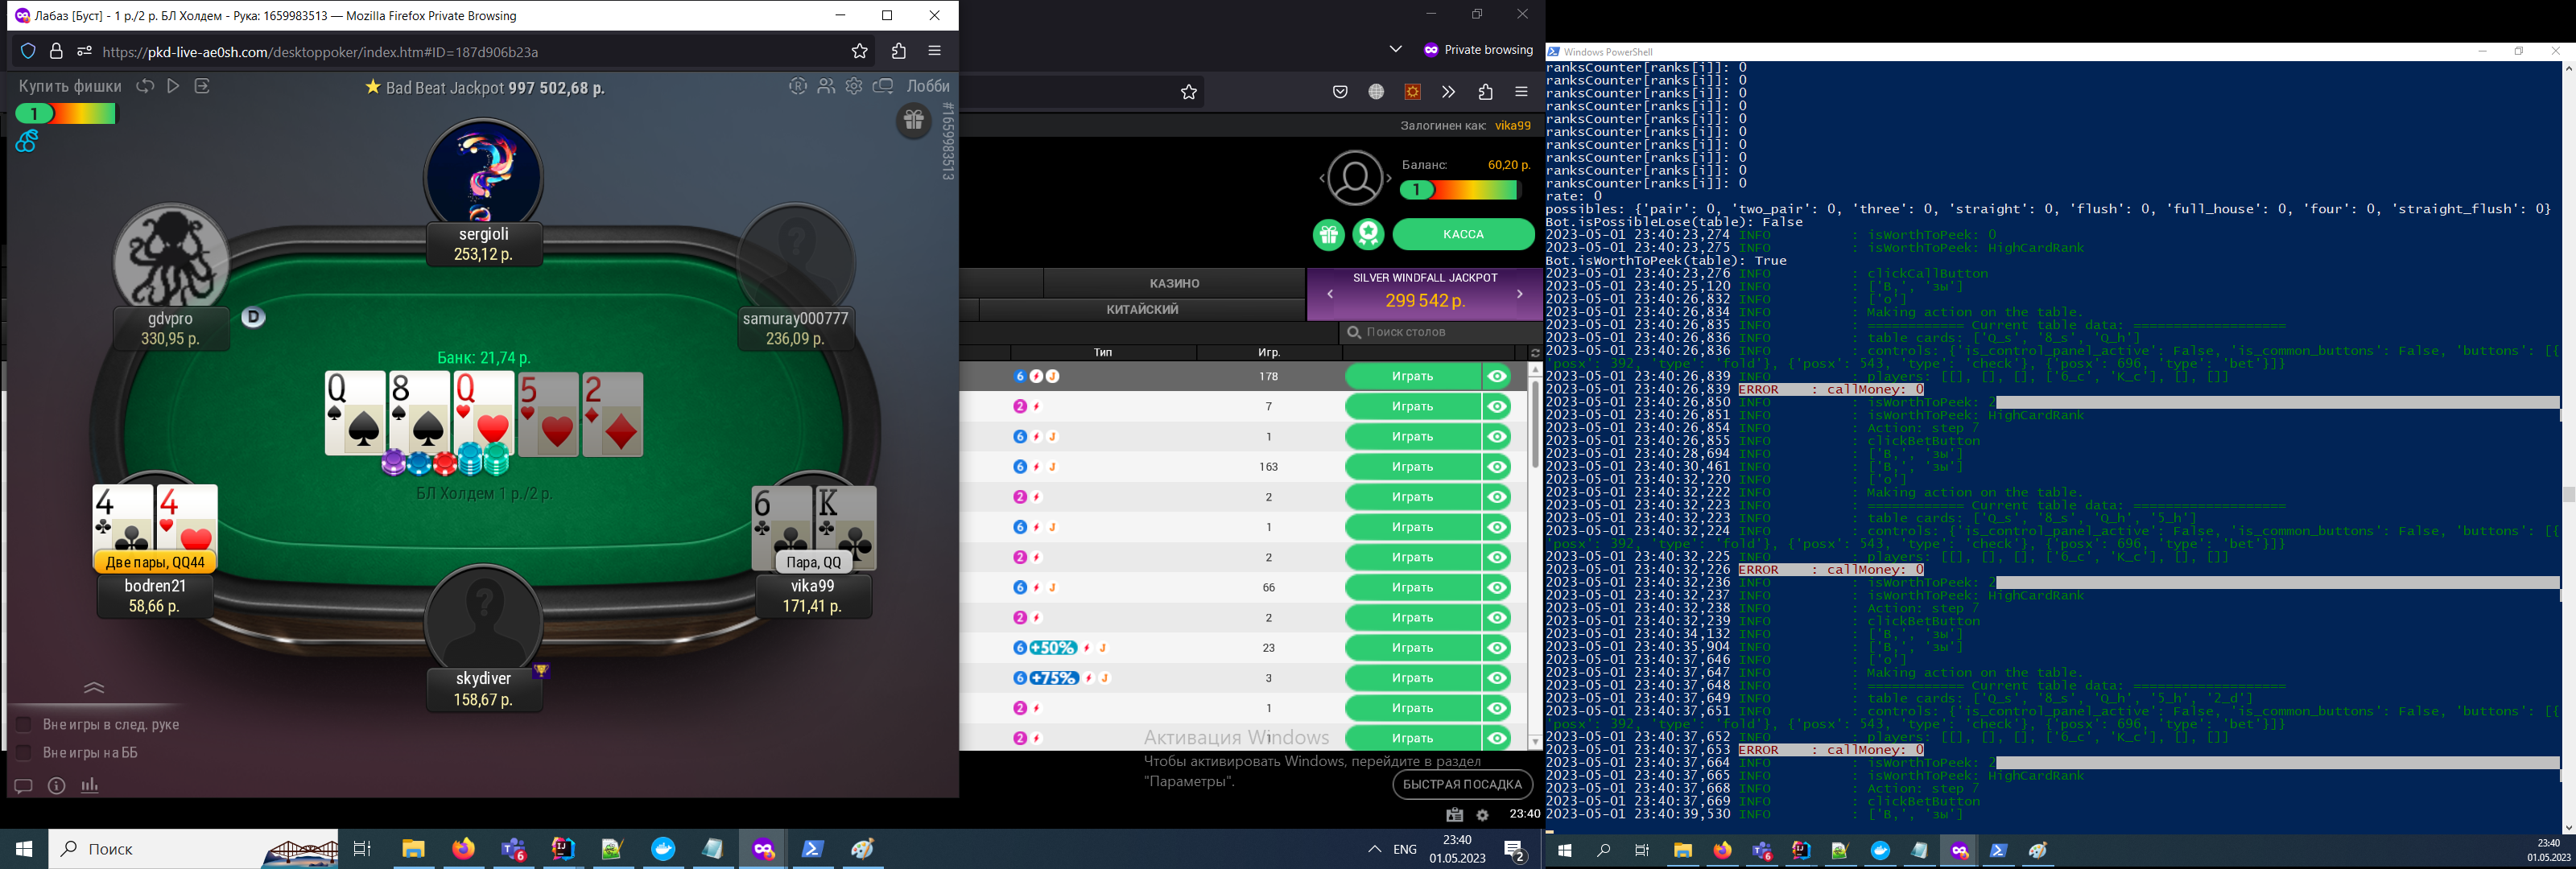 Лабаз [Буст] - 1 р./2 р. БЛ Холдем - Рука: 1659983513 — Mozilla Firefox Private Browsing
https://pkd-live-ae0sh.com/desktoppoker/index.htm#ID=187d906b23a
Купить фишки
Bad Beat Jackpot 997 502,68 р.
Лобби
1
#1659983513
sergioli
253,12 р.
gdvpro
330,95 р.
D
samuray000777
236,09 р.
Банк: 21,74 р.
Q 8 Q 5 2
БЛ Холдем 1 р./2 р.
4 4
Две пары, QQ44
bodren21
58,66 р.
6 K
Пара, QQ
vika99
171,41 р.
skydiver
158,67 р.
Вне игры в след. руке
Вне игры на ББ
Private browsing
Залогинен как: vika99
Баланс: 60,20 р.
1
КАССА
КАЗИНО
КИТАЙСКИЙ
SILVER WINDFALL JACKPOT
299 542 р.
Поиск столов
Тип Игр.
6 J 178 Играть
2 7 Играть
6 J 1 Играть
6 J 163 Играть
2 2 Играть
6 J 1 Играть
2 2 Играть
6 J 66 Играть
2 2 Играть
6 +50% J 23 Играть
6 +75% J 3 Играть
2 1 Играть
2 1 Играть
Активация Windows
Чтобы активировать Windows, перейдите в раздел
"Параметры".
БЫСТРАЯ ПОСАДКА
23:40
Поиск
6
ENG
23:40
01.05.2023
2
Windows PowerShell
ranksCounter[ranks[i]]: 0
ranksCounter[ranks[i]]: 0
ranksCounter[ranks[i]]: 0
ranksCounter[ranks[i]]: 0
ranksCounter[ranks[i]]: 0
ranksCounter[ranks[i]]: 0
ranksCounter[ranks[i]]: 0
ranksCounter[ranks[i]]: 0
ranksCounter[ranks[i]]: 0
ranksCounter[ranks[i]]: 0
rate: 0
possibles: {'pair': 0, 'two_pair': 0, 'three': 0, 'straight': 0, 'flush': 0, 'full_house': 0, 'four': 0, 'straight_flush': 0}
Bot.isPossibleLose(table): False
2023-05-01 23:40:23,274 INFO : isWorthToPeek: 0
2023-05-01 23:40:23,275 INFO : isWorthToPeek: HighCardRank
Bot.isWorthToPeek(table): True
2023-05-01 23:40:23,276 INFO : clickCallButton
2023-05-01 23:40:25,120 INFO : ['В,', 'зы']
2023-05-01 23:40:26,832 INFO : ['о']
2023-05-01 23:40:26,834 INFO : Making action on the table.
2023-05-01 23:40:26,835 INFO : ============ Current table data: ===================
2023-05-01 23:40:26,836 INFO : table cards: ['Q_s', '8_s', 'Q_h']
2023-05-01 23:40:26,836 INFO : controls: {'is_control_panel_active': False, 'is_common_buttons': False, 'buttons': [{
'posx': 392, 'type': 'fold'}, {'posx': 543, 'type': 'check'}, {'posx': 696, 'type': 'bet'}]}
2023-05-01 23:40:26,839 INFO : players: [[], [], [], ['6_c', 'K_c'], [], []]
2023-05-01 23:40:26,839 ERROR : callMoney: 0
2023-05-01 23:40:26,850 INFO : isWorthToPeek: 2
2023-05-01 23:40:26,851 INFO : isWorthToPeek: HighCardRank
2023-05-01 23:40:26,854 INFO : Action: step 7
2023-05-01 23:40:26,855 INFO : clickBetButton
2023-05-01 23:40:28,694 INFO : ['В,', 'зы']
2023-05-01 23:40:30,461 INFO : ['В,', 'зы']
2023-05-01 23:40:32,220 INFO : ['о']
2023-05-01 23:40:32,222 INFO : Making action on the table.
2023-05-01 23:40:32,223 INFO : ============ Current table data: ===================
2023-05-01 23:40:32,223 INFO : table cards: ['Q_s', '8_s', 'Q_h', '5_h']
2023-05-01 23:40:32,224 INFO : controls: {'is_control_panel_active': False, 'is_common_buttons': False, 'buttons': [{
'posx': 392, 'type': 'fold'}, {'posx': 543, 'type': 'check'}, {'posx': 696, 'type': 'bet'}]}
2023-05-01 23:40:32,225 INFO : players: [[], [], [], ['6_c', 'K_c'], [], []]
2023-05-01 23:40:32,226 ERROR : callMoney: 0
2023-05-01 23:40:32,236 INFO : isWorthToPeek: 2
2023-05-01 23:40:32,237 INFO : isWorthToPeek: HighCardRank
2023-05-01 23:40:32,238 INFO : Action: step 7
2023-05-01 23:40:32,239 INFO : clickBetButton
2023-05-01 23:40:34,132 INFO : ['В,', 'зы']
2023-05-01 23:40:35,904 INFO : ['В,', 'зы']
2023-05-01 23:40:37,646 INFO : ['о']
2023-05-01 23:40:37,647 INFO : Making action on the table.
2023-05-01 23:40:37,648 INFO : ============ Current table data: ===================
2023-05-01 23:40:37,649 INFO : table cards: ['Q_s', '8_s', 'Q_h', '5_h', '2_d']
2023-05-01 23:40:37,651 INFO : controls: {'is_control_panel_active': False, 'is_common_buttons': False, 'buttons': [{
'posx': 392, 'type': 'fold'}, {'posx': 543, 'type': 'check'}, {'posx': 696, 'type': 'bet'}]}
2023-05-01 23:40:37,652 INFO : players: [[], [], [], ['6_c', 'K_c'], [], []]
2023-05-01 23:40:37,653 ERROR : callMoney: 0
2023-05-01 23:40:37,664 INFO : isWorthToPeek: 2
2023-05-01 23:40:37,665 INFO : isWorthToPeek: HighCardRank
2023-05-01 23:40:37,668 INFO : Action: step 7
2023-05-01 23:40:37,669 INFO : clickBetButton
2023-05-01 23:40:39,530 INFO : ['В,', 'зы']
6
23:40
01.05.2023